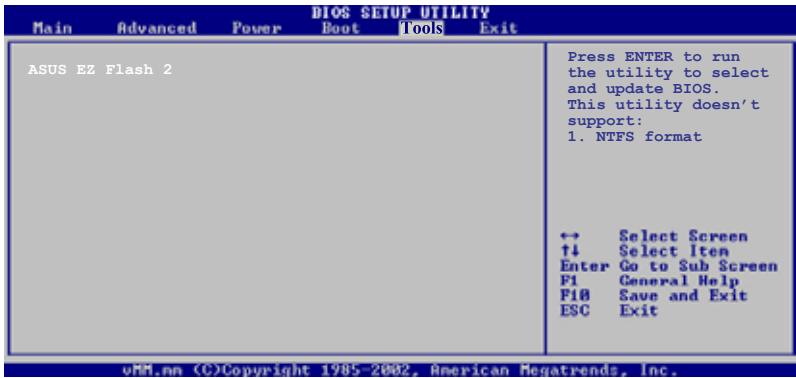 BIOS SETUP UTILITY
Main Advanced Power Boot Tools Exit
ASUS EZ Flash 2
Press ENTER to run
the utility to select
and update BIOS.
This utility doesn't
support:
1. NTFS format
↔ Select Screen
↑↓ Select Item
Enter Go to Sub Screen
F1 General Help
F10 Save and Exit
ESC Exit
vMM.mm (C)Copyright 1985-2002, American Megatrends, Inc.